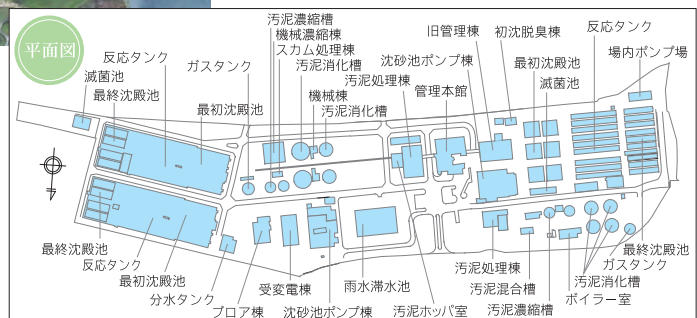 平面図
汚泥濃縮槽
機械濃縮棟
スカム処理棟
反応タンク
ガスタンク
汚泥消化槽
汚泥処理棟
沈砂池ポンプ棟
旧管理棟
初沈脱臭棟
反応タンク
滅菌池
最終沈殿池
最初沈殿池
機械棟
汚泥消化槽
管理本館
最初沈殿池
滅菌池
場内ポンプ場
最終沈殿池
反応タンク
最初沈殿池
分水タンク
ブロア棟
受変電棟
沈砂池ポンプ棟
雨水滞水池
汚泥ホッパ室
汚泥処理棟
汚泥混合槽
汚泥濃縮槽
最終沈殿池
汚泥消化槽
ガスタンク
ボイラー室